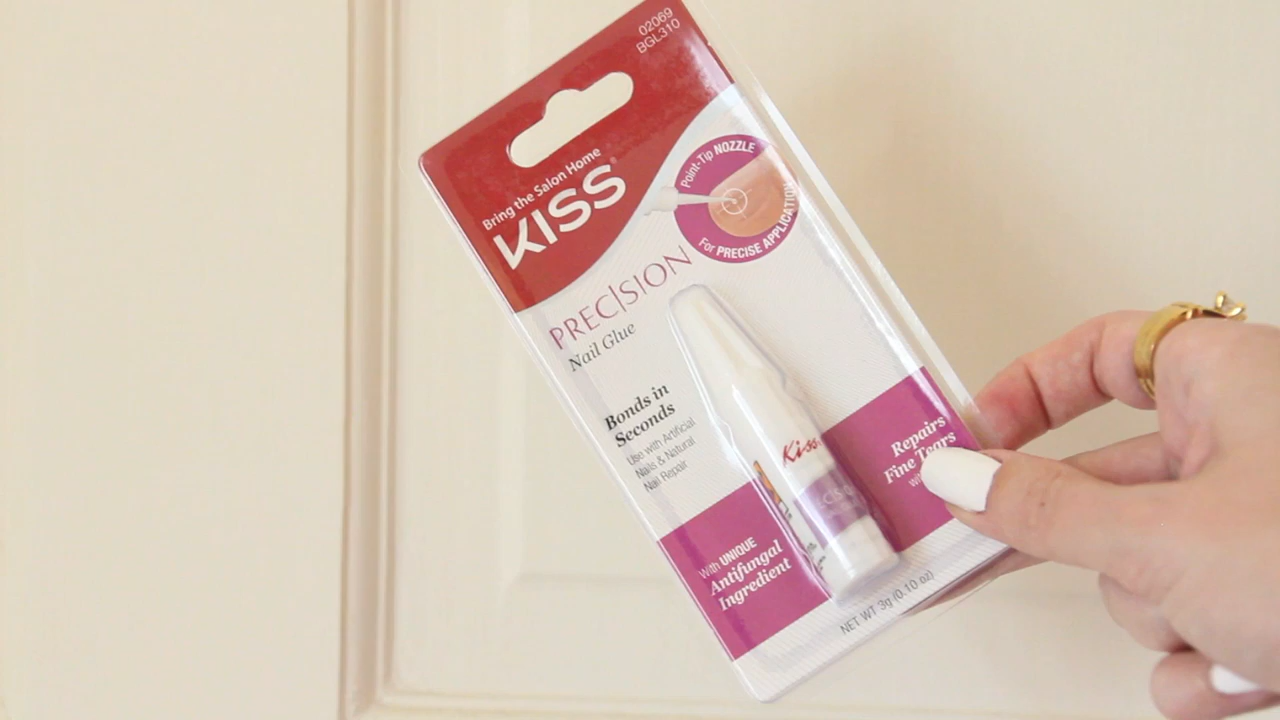 02069
BGL310
Bring the Salon Home
KISS
Point-Tip NOZZLE
For PRECISE APPLICATION
PRECISION
Nail Glue
Bonds in
Seconds
Use with Artificial
Nails & Natural
Nail Repair
Kiss
Repairs
Fine Tears
With UNIQUE
Antifungal
Ingredient
NET WT 3g (0.10 oz)